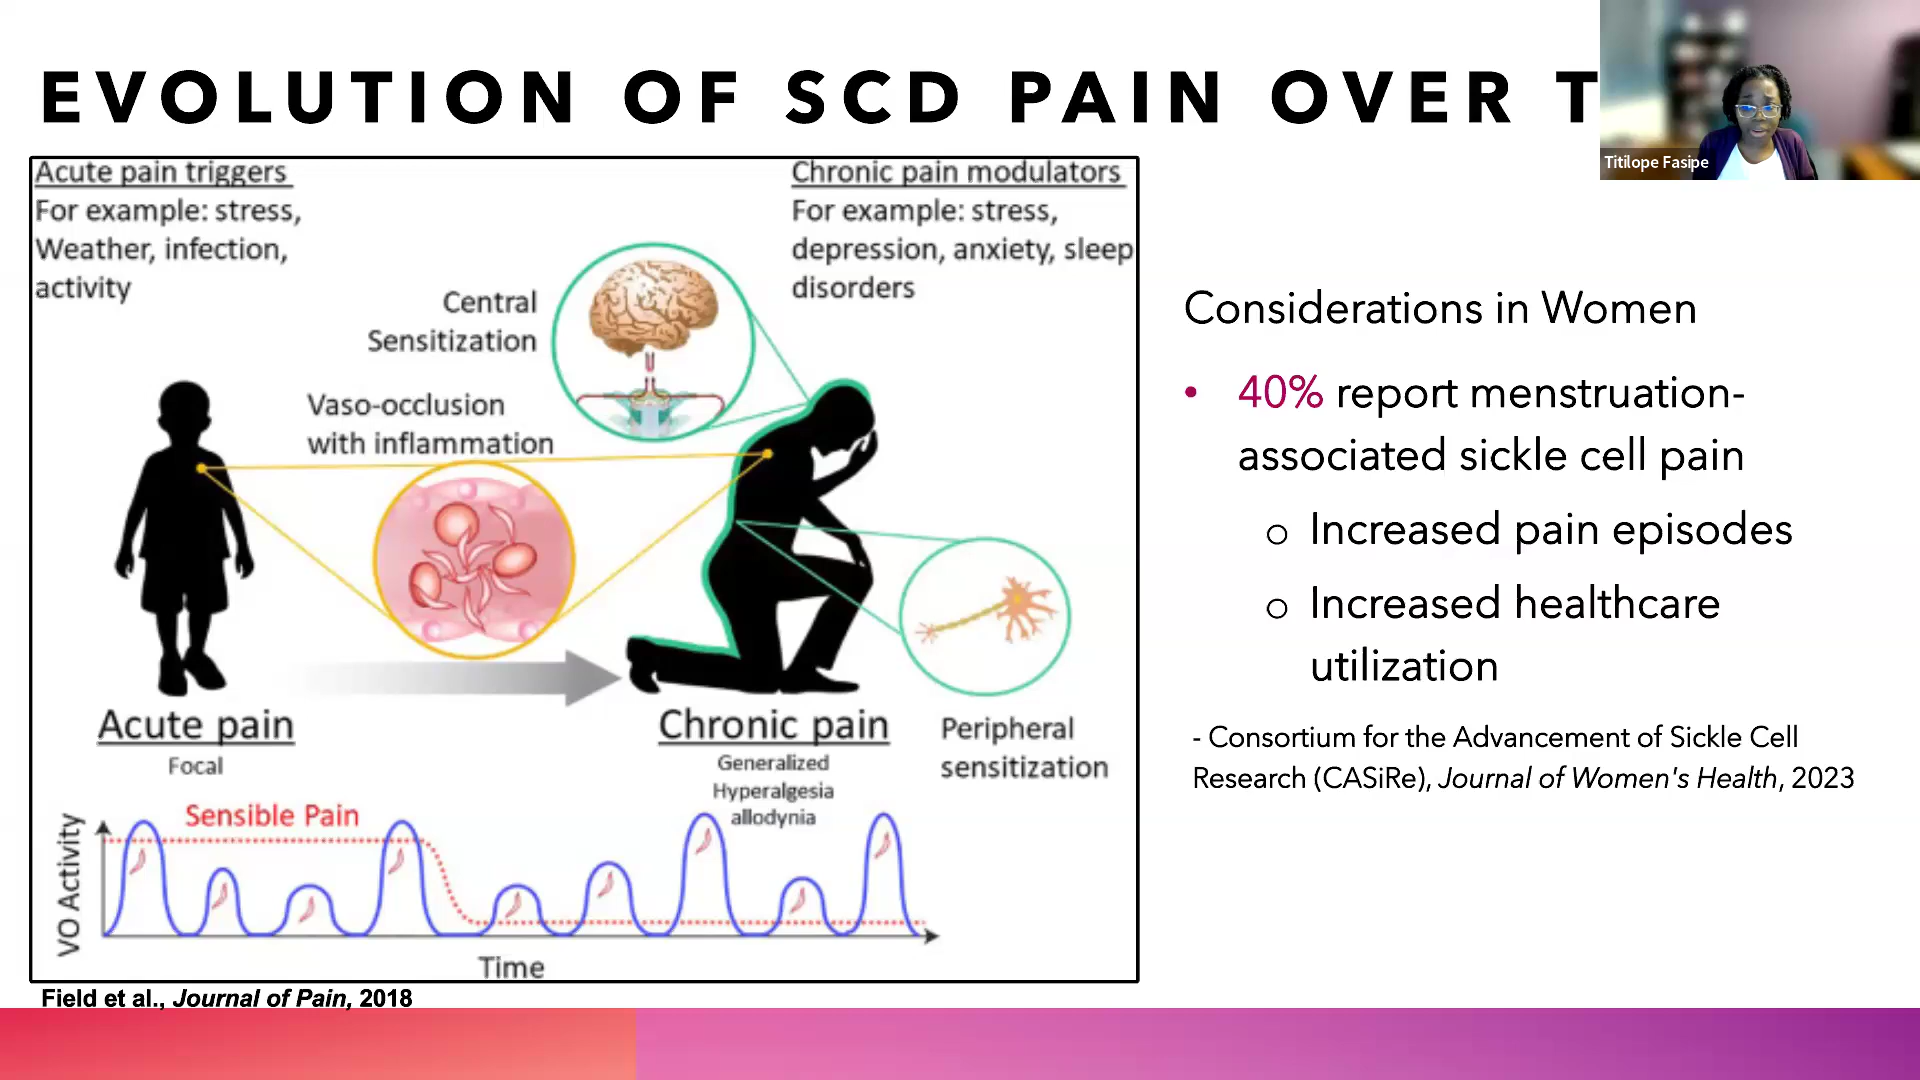 EVOLUTION OF SCD PAIN OVER T
Titilope Fasipe
Acute pain triggers
For example: stress,
Weather, infection,
activity
Chronic pain modulators
For example: stress,
depression, anxiety, sleep
disorders
Central
Sensitization
Vaso-occlusion
with inflammation
Acute pain
Focal
Chronic pain
Generalized
Hyperalgesia
allodynia
Peripheral
sensitization
Sensible Pain
VO Activity
Time
Field et al., Journal of Pain, 2018
Considerations in Women
• 40% report menstruation-
associated sickle cell pain
o Increased pain episodes
o Increased healthcare
utilization
- Consortium for the Advancement of Sickle Cell
Research (CASiRe), Journal of Women's Health, 2023